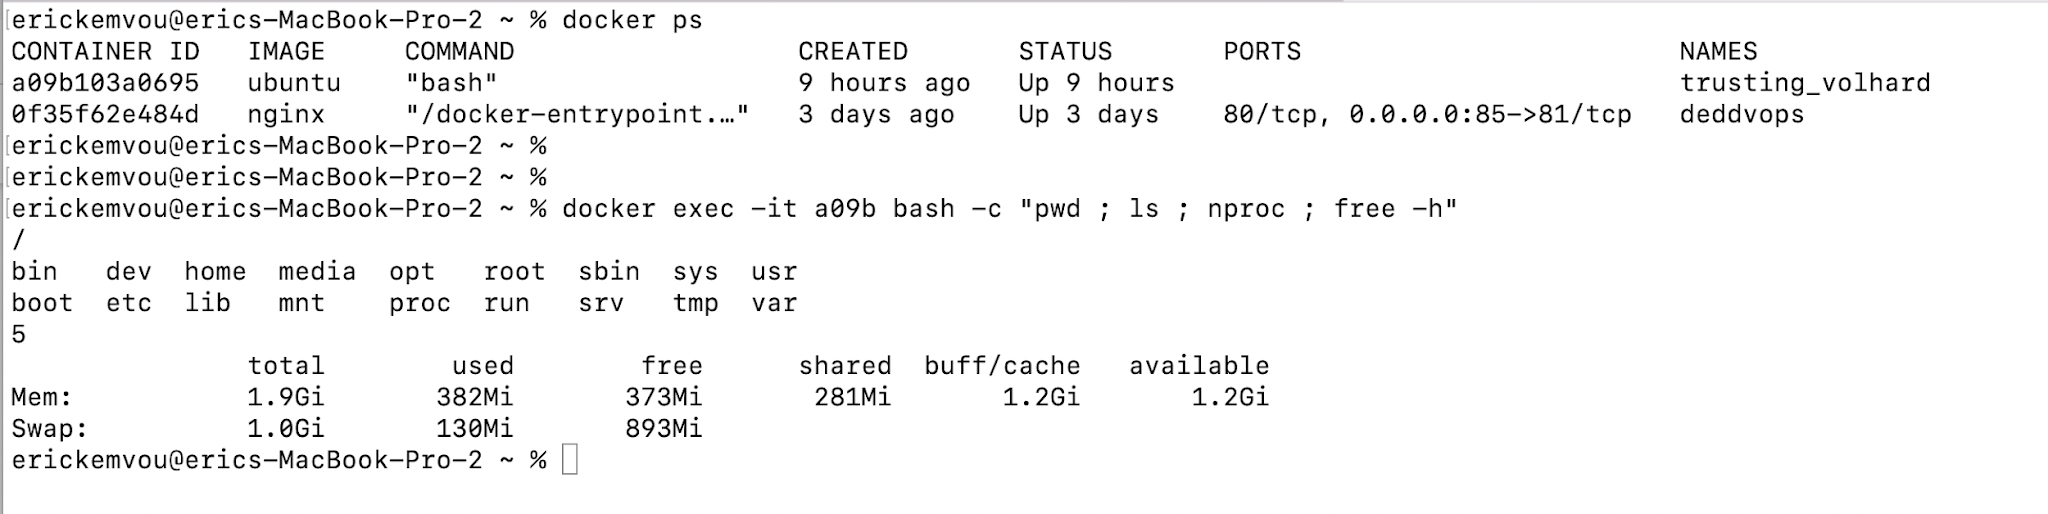 erickemvou@erics-MacBook-Pro-2 ~ % docker ps
CONTAINER ID   IMAGE     COMMAND                  CREATED       STATUS       PORTS                        NAMES
a09b103a0695   ubuntu    "bash"                   9 hours ago   Up 9 hours                                trusting_volhard
0f35f62e484d   nginx     "/docker-entrypoint.…"   3 days ago    Up 3 days    80/tcp, 0.0.0.0:85->81/tcp   deddvops
erickemvou@erics-MacBook-Pro-2 ~ %
erickemvou@erics-MacBook-Pro-2 ~ %
erickemvou@erics-MacBook-Pro-2 ~ % docker exec -it a09b bash -c "pwd ; ls ; nproc ; free -h"
/
bin   dev  home  media  opt   root  sbin  sys  usr
boot  etc  lib   mnt    proc  run   srv   tmp  var
5
               total        used        free      shared  buff/cache   available
Mem:           1.9Gi       382Mi       373Mi       281Mi       1.2Gi       1.2Gi
Swap:          1.0Gi       130Mi       893Mi
erickemvou@erics-MacBook-Pro-2 ~ %